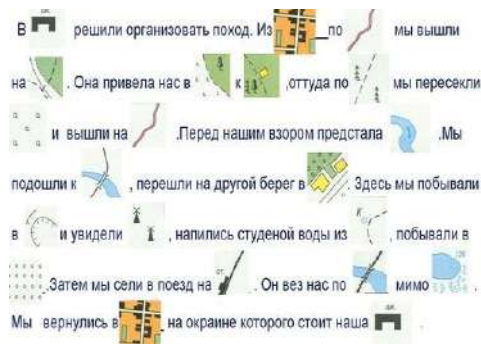 В решили организовать поход. Из по мы вышли
на . Она привела нас в к , оттуда по мы пересекли
и вышли на . Перед нашим взором предстала . Мы
подошли к , перешли на другой берег в . Здесь мы побывали
в и увидели , напились студеной воды из , побывали в
. Затем мы сели в поезд на . Он вез нас по мимо .
Мы вернулись в , на окраине которого стоит наша .